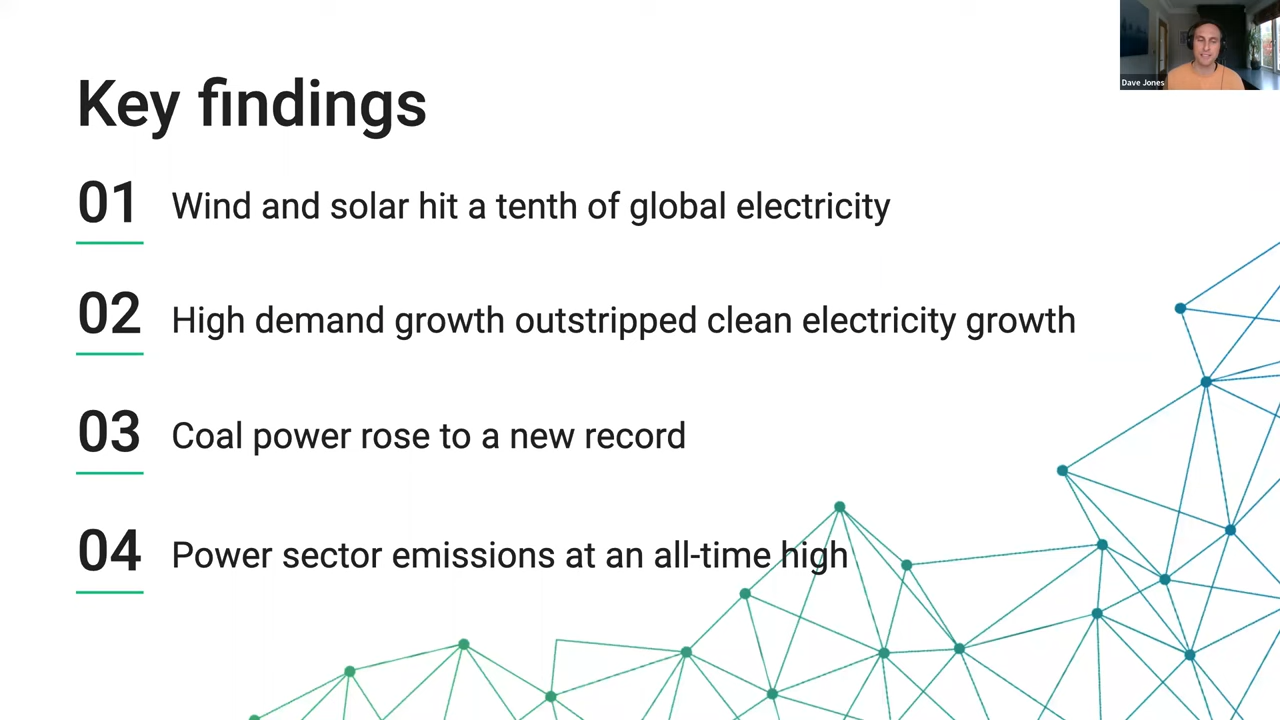 Dave Jones
Key findings
01 Wind and solar hit a tenth of global electricity
02 High demand growth outstripped clean electricity growth
03 Coal power rose to a new record
04 Power sector emissions at an all-time high